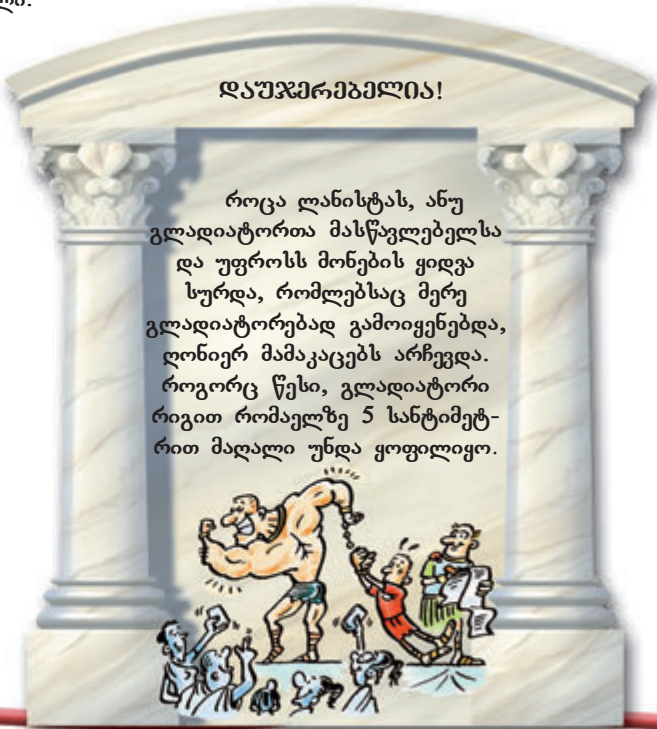 დაუჯერებელია!
როცა ლანისტას, ანუ
გლადიატორთა მასწავლებელსა
და უფროსს მონების ყიდვა
სურდა, რომლებსაც მერე
გლადიატორებად გამოიყენებდა,
ღონიერ მამაკაცებს არჩევდა.
როგორც წესი, გლადიატორი
რიგით რომაელზე 5 სანტიმეტ-
რით მაღალი უნდა ყოფილიყო.